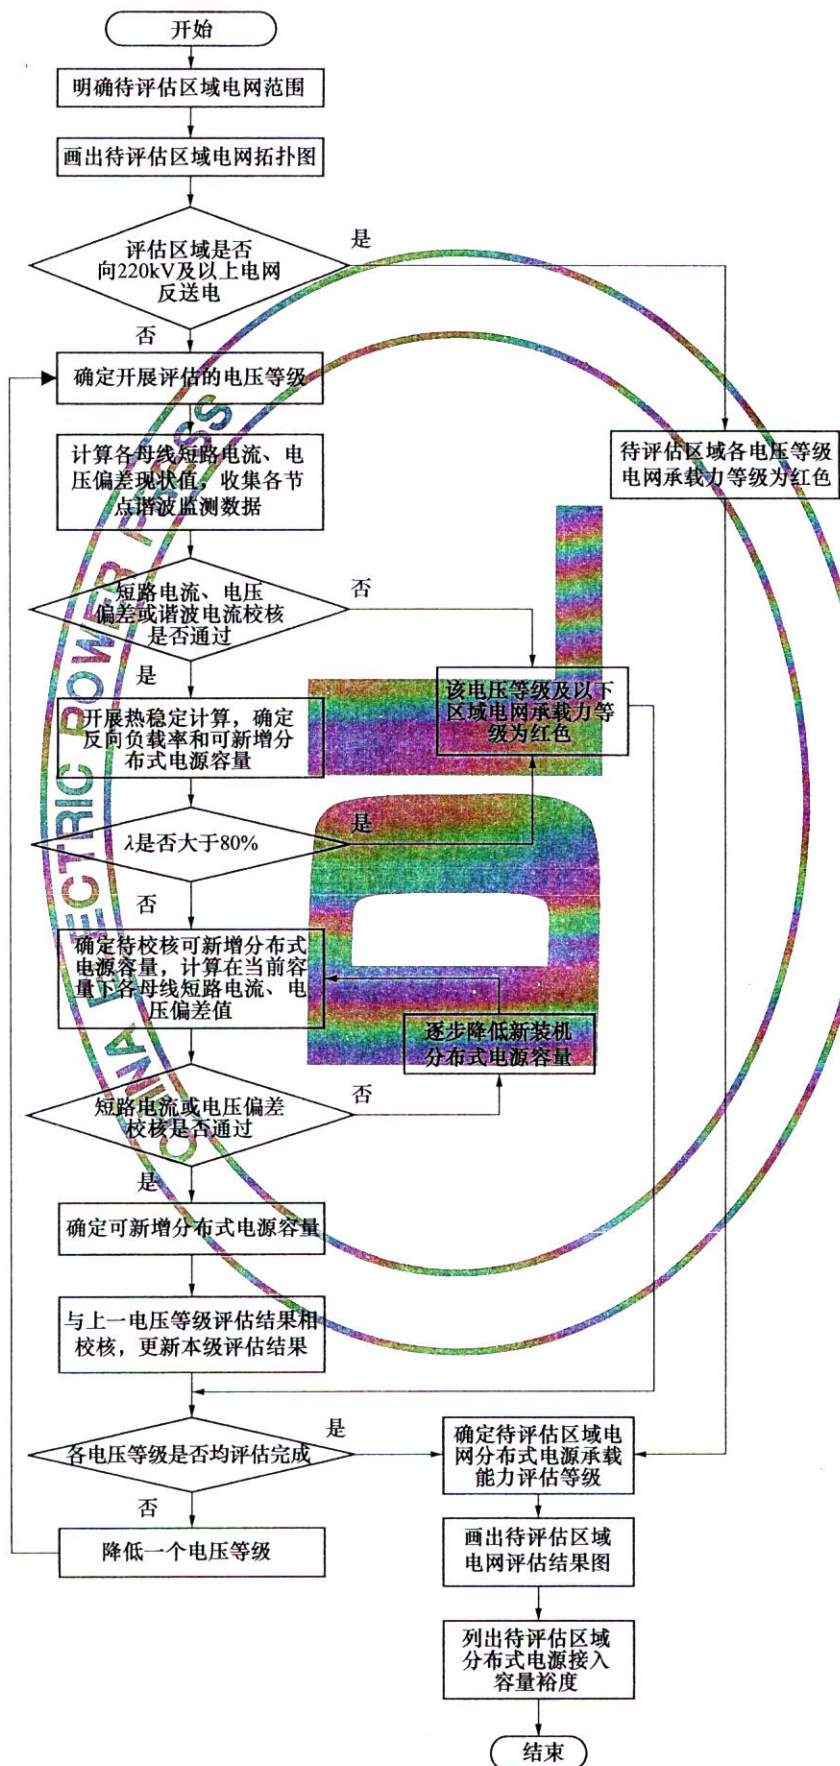 开始
明确待评估区域电网范围
画出待评估区域电网拓扑图
评估区域是否
向220kV及以上电网
反送电
是
否
确定开展评估的电压等级
计算各母线短路电流、电
压偏差现状值，收集各节
点谐波监测数据
待评估区域各电压等级
电网承载力等级为红色
短路电流、电压
偏差或谐波电流校核
是否通过
否
是
该电压等级及以下
区域电网承载力等
级为红色
开展热稳定计算，确定
反向负载率和可新增分
布式电源容量
λ是否大于80%
是
否
确定待校核可新增分布式
电源容量，计算在当前容
量下各母线短路电流、电
压偏差值
逐步降低新装机
分布式电源容量
短路电流或电压偏差
校核是否通过
否
是
确定可新增分布式电源容量
与上一电压等级评估结果相
校核，更新本级评估结果
各电压等级是否均评估完成
是
否
降低一个电压等级
确定待评估区域电
网分布式电源承载
能力评估等级
画出待评估区域
电网评估结果图
列出待评估区域
分布式电源接入
容量裕度
结束
CHINA ELECTRIC POWER PRESS